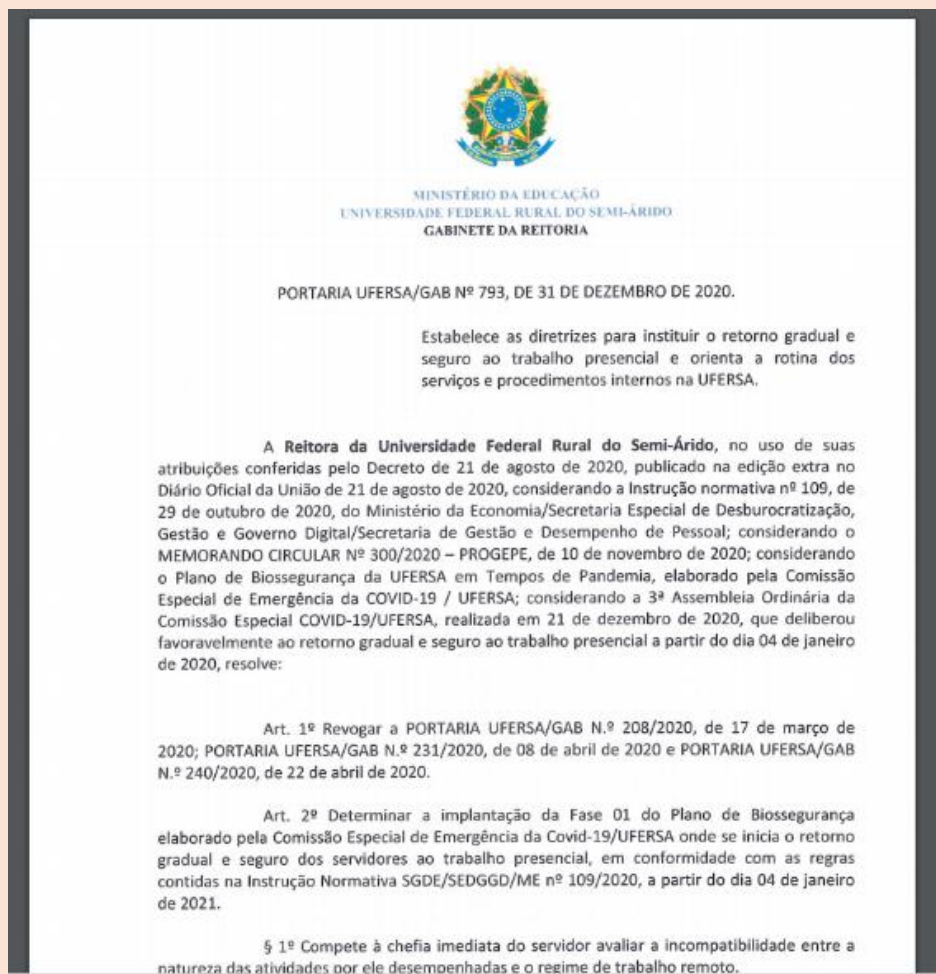 MINISTÉRIO DA EDUCAÇÃO
UNIVERSIDADE FEDERAL RURAL DO SEMI-ÁRIDO
GABINETE DA REITORIA
PORTARIA UFERSA/GAB Nº 793, DE 31 DE DEZEMBRO DE 2020.
Estabelece as diretrizes para instituir o retorno gradual e
seguro ao trabalho presencial e orienta a rotina dos
serviços e procedimentos internos na UFERSA.
A Reitora da Universidade Federal Rural do Semi-Árido, no uso de suas
atribuições conferidas pelo Decreto de 21 de agosto de 2020, publicado na edição extra no
Diário Oficial da União de 21 de agosto de 2020, considerando a Instrução normativa nº 109, de
29 de outubro de 2020, do Ministério da Economia/Secretaria Especial de Desburocratização,
Gestão e Governo Digital/Secretaria de Gestão e Desempenho de Pessoal; considerando o
MEMORANDO CIRCULAR Nº 300/2020 – PROGEPE, de 10 de novembro de 2020; considerando
o Plano de Biossegurança da UFERSA em Tempos de Pandemia, elaborado pela Comissão
Especial de Emergência da COVID-19 / UFERSA; considerando a 3ª Assembleia Ordinária da
Comissão Especial COVID-19/UFERSA, realizada em 21 de dezembro de 2020, que deliberou
favoravelmente ao retorno gradual e seguro ao trabalho presencial a partir do dia 04 de janeiro
de 2020, resolve:
Art. 1º Revogar a PORTARIA UFERSA/GAB N.º 208/2020, de 17 de março de
2020; PORTARIA UFERSA/GAB N.º 231/2020, de 08 de abril de 2020 e PORTARIA UFERSA/GAB
N.º 240/2020, de 22 de abril de 2020.
Art. 2º Determinar a implantação da Fase 01 do Plano de Biossegurança
elaborado pela Comissão Especial de Emergência da Covid-19/UFERSA onde se inicia o retorno
gradual e seguro dos servidores ao trabalho presencial, em conformidade com as regras
contidas na Instrução Normativa SGDE/SEDGGD/ME nº 109/2020, a partir do dia 04 de janeiro
de 2021.
§ 1º Compete à chefia imediata do servidor avaliar a incompatibilidade entre a
natureza das atividades por ele desempenhadas e o regime de trabalho remoto.